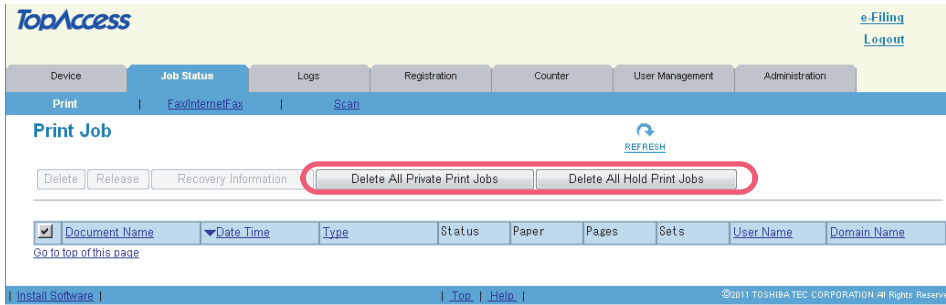 TopAccess
e-Filing
Logout
Device Job Status Logs Registration Counter User Management Administration
Print | Fax/InternetFax | Scan
Print Job
REFRESH
Delete Release Recovery Information Delete All Private Print Jobs Delete All Hold Print Jobs
Document Name Date Time Type Status Paper Pages Sets User Name Domain Name
Go to top of this page
| Install Software | | Top | Help | ©2011 TOSHIBA TEC CORPORATION All Rights Reserve